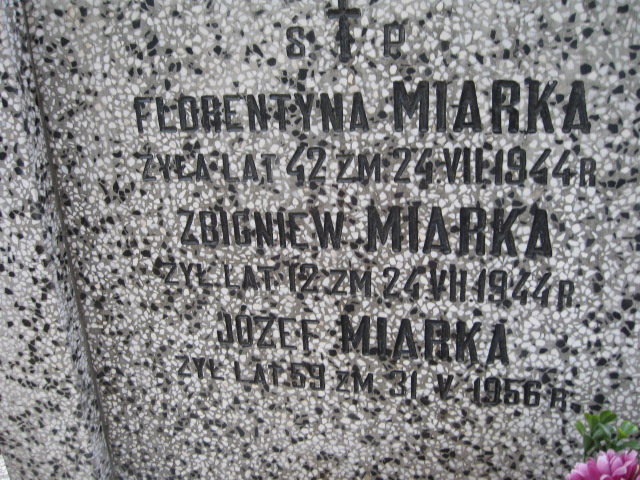 Ś P
FLORENTYNA MIARKA
ŻYŁA LAT 42 ZM. 24.VII.1944 R.
ZBIGNIEW MIARKA
ŻYŁ LAT 12 ZM. 24.VII.1944 R.
JÓZEF MIARKA
ŻYŁ LAT 59 ZM. 31.V.1956 R.